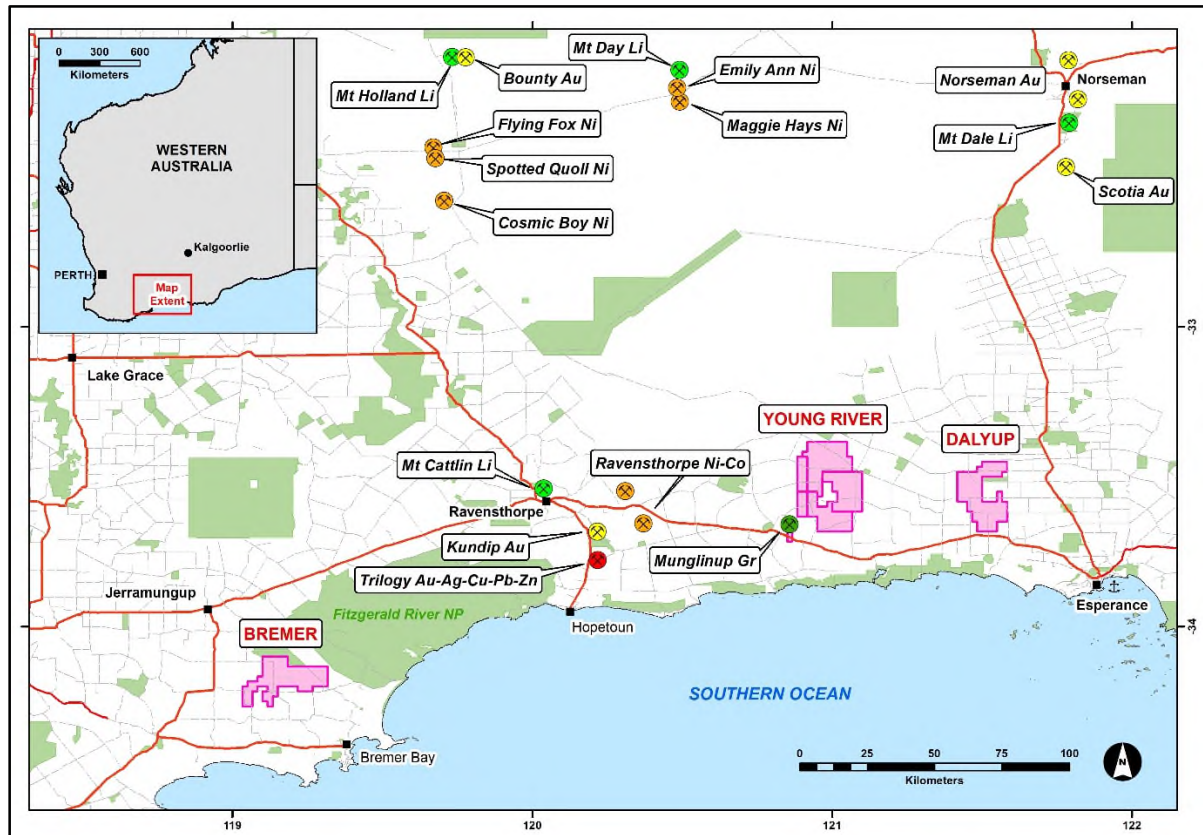 0 300 600
Kilometers
WESTERN
AUSTRALIA
Kalgoorlie
PERTH
Map
Extent
Mt Holland Li
Bounty Au
Mt Day Li
Emily Ann Ni
Maggie Hays Ni
Norseman Au
Norseman
Mt Dale Li
Scotia Au
Flying Fox Ni
Spotted Quoll Ni
Cosmic Boy Ni
-33
Lake Grace
YOUNG RIVER
DALYUP
Mt Cattlin Li
Ravensthorpe Ni-Co
Ravensthorpe
Kundip Au
Munglinup Gr
Trilogy Au-Ag-Cu-Pb-Zn
Jerramungup
Esperance
Fitzgerald River NP
Hopetoun
-34
BREMER
SOUTHERN OCEAN
Bremer Bay
0 25 50 75 100
Kilometers
N
119 120 121 122